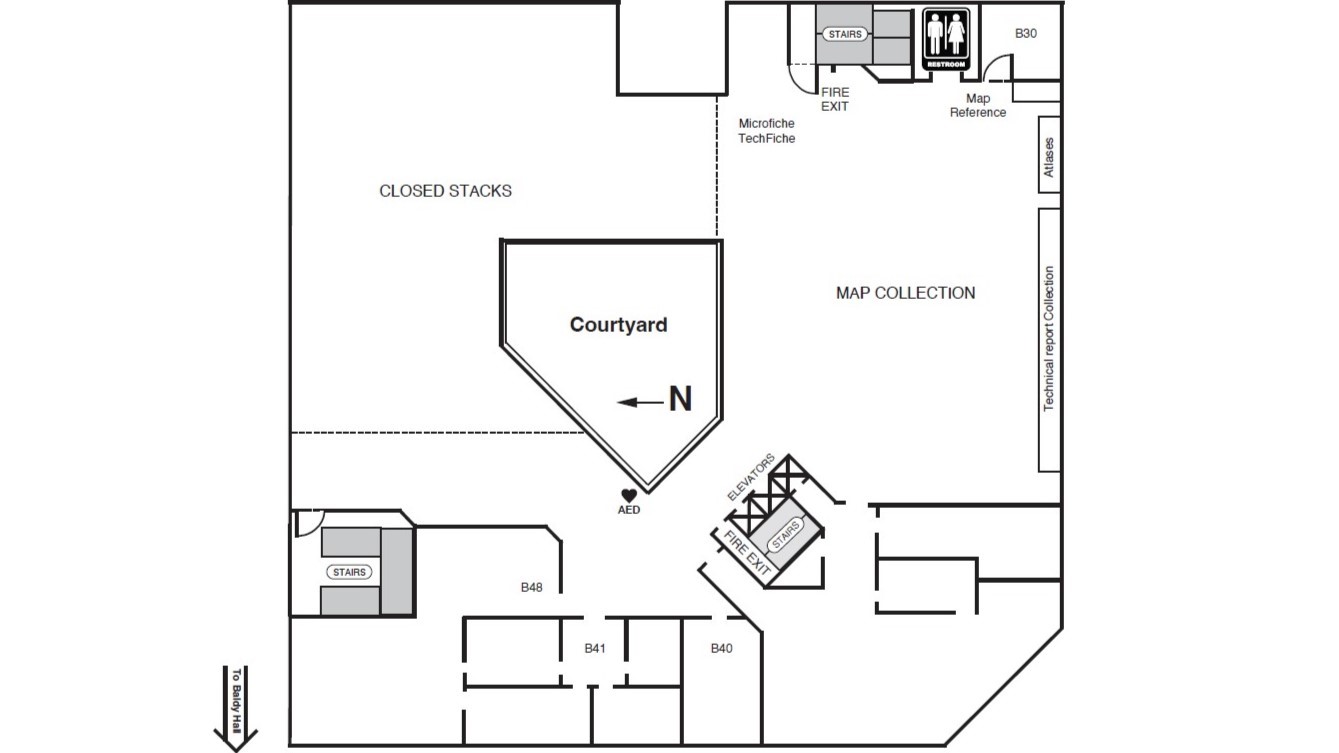 To Baldy Hall
STAIRS
CLOSED STACKS
B48
Courtyard
B41
AED
N
B40
ELEVATORS
FIRE EXIT
STAIRS
Microfiche
TechFiche
FIRE
EXIT
STAIRS
MAP COLLECTION
RESTROOM
Map
Reference
B30
Technical report Collection
Atlases